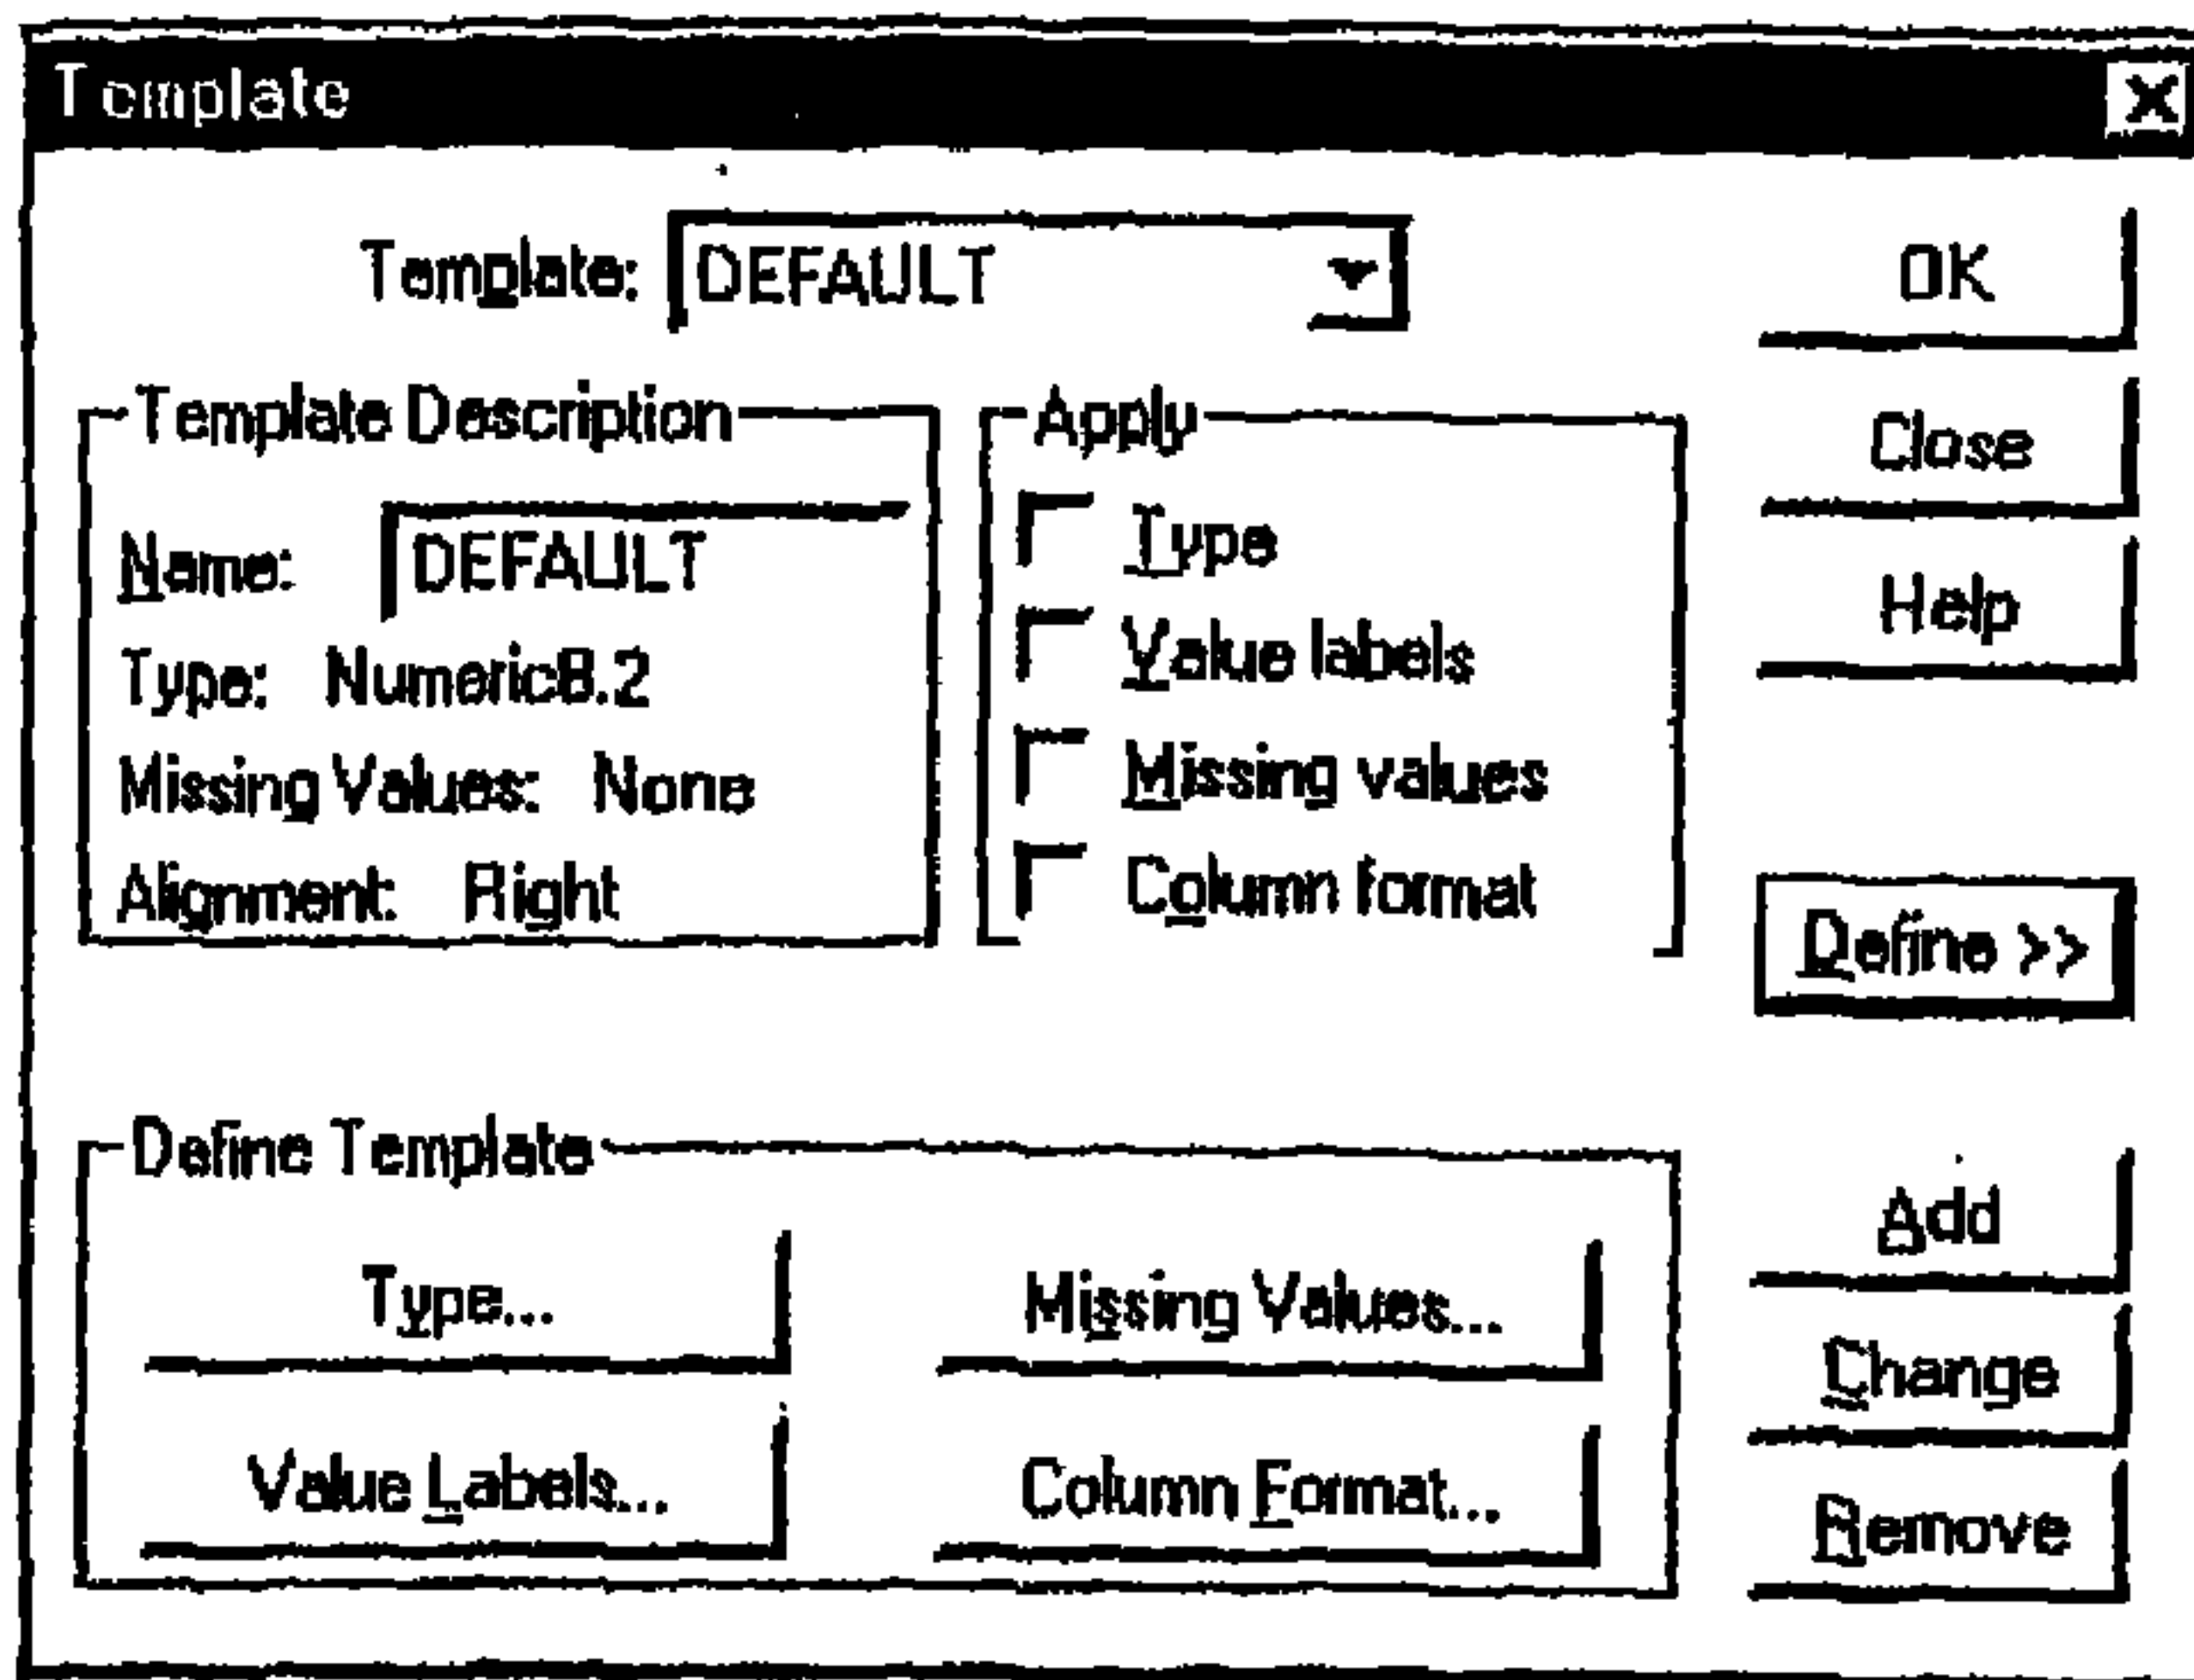 Template
Template: DEFAULT
OK
Template Description
Apply
Close
Name: DEFAULT
Type
Help
Type: Numeric8.2
Value labels
Missing Values: None
Missing values
Alignment: Right
Column format
Define >>
Define Template
Add
Type...
Missing Values...
Change
Value Labels...
Column Format...
Remove